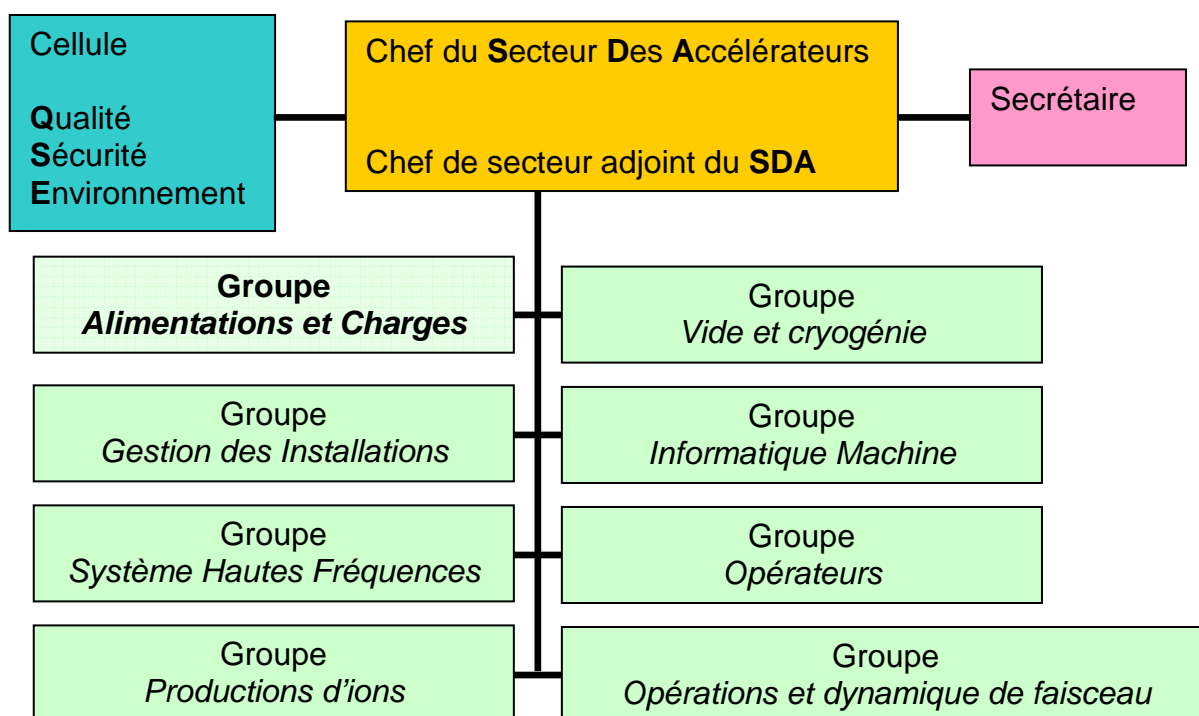 Cellule
Qualité
Sécurité
Environnement
Chef du Secteur Des Accélérateurs
Chef de secteur adjoint du SDA
Secrétaire
Groupe
Alimentations et Charges
Groupe
Vide et cryogénie
Groupe
Gestion des Installations
Groupe
Informatique Machine
Groupe
Système Hautes Fréquences
Groupe
Opérateurs
Groupe
Productions d'ions
Groupe
Opérations et dynamique de faisceau